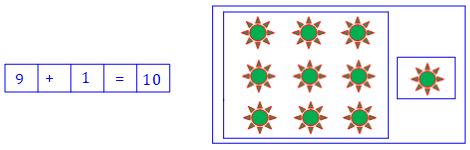 9 + 1 = 10